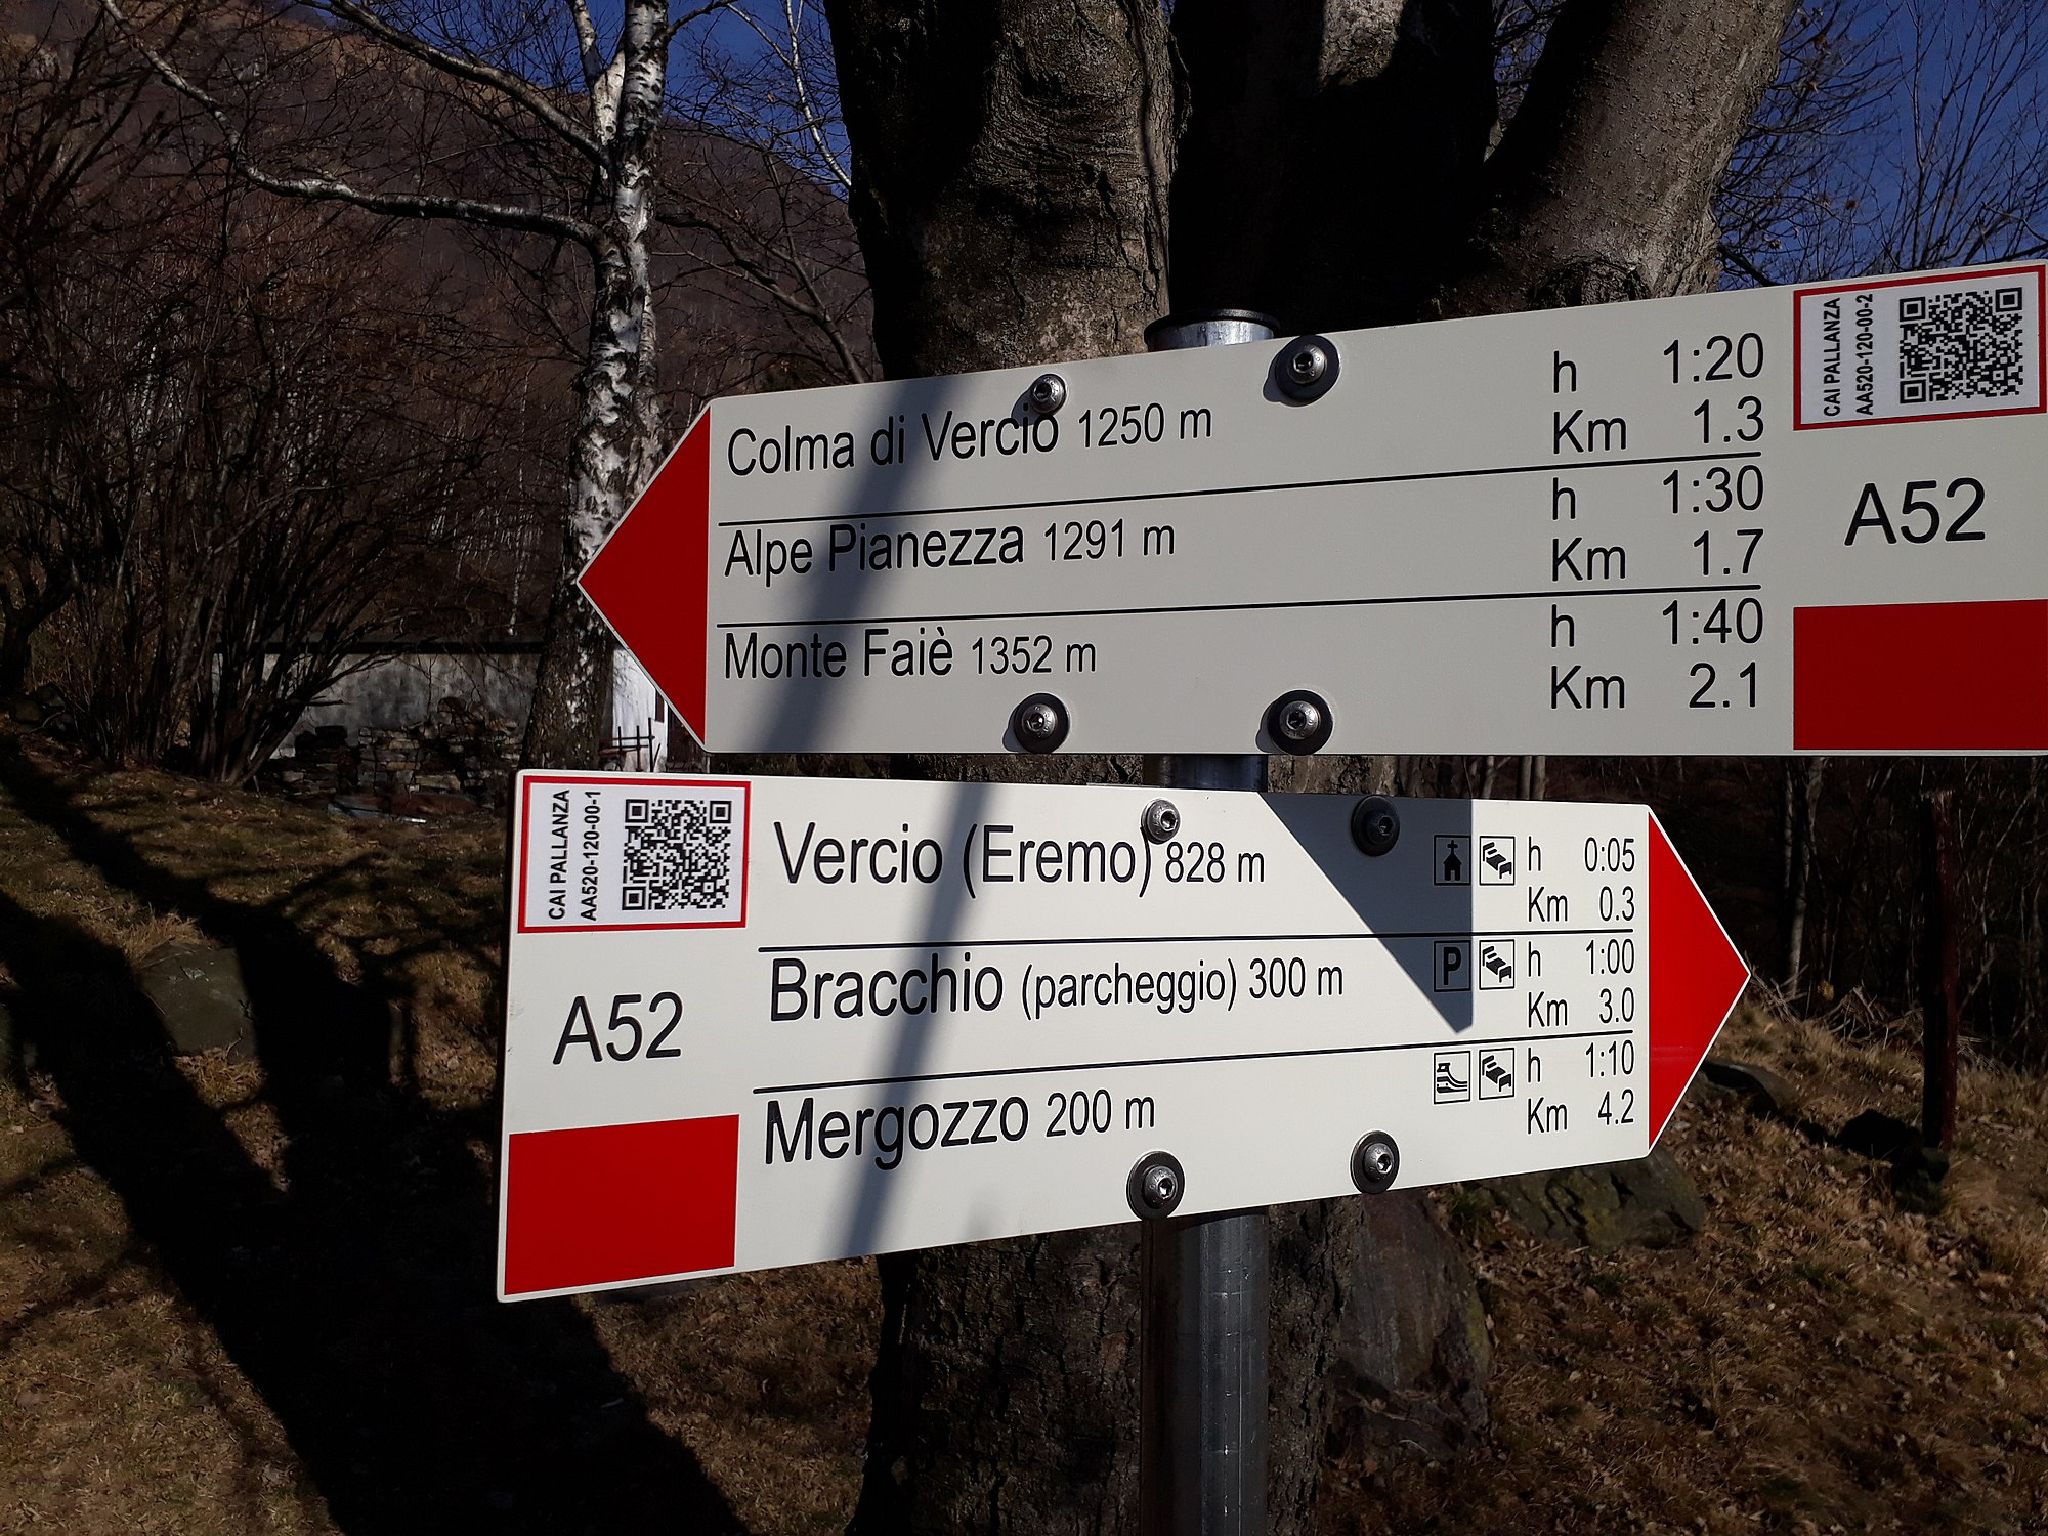 Colma di Vercio 1250 m h 1:20
Km 1.3
Alpe Pianezza 1291 m h 1:30
Km 1.7
Monte Faiè 1352 m h 1:40
Km 2.1
CAI PALLANZA
AA520-120-00-2
A52
CAI PALLANZA
AA520-120-00-1
A52
Vercio (Eremo) 828 m h 0:05
Km 0.3
Bracchio (parcheggio) 300 m P h 1:00
Km 3.0
Mergozzo 200 m h 1:10
Km 4.2